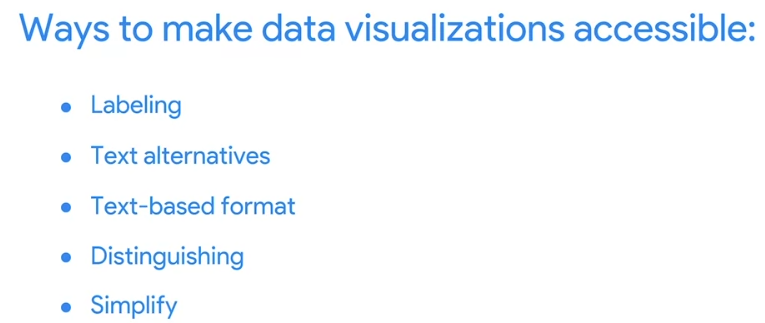 Ways to make data visualizations accessible:
• Labeling
• Text alternatives
• Text-based format
• Distinguishing
• Simplify